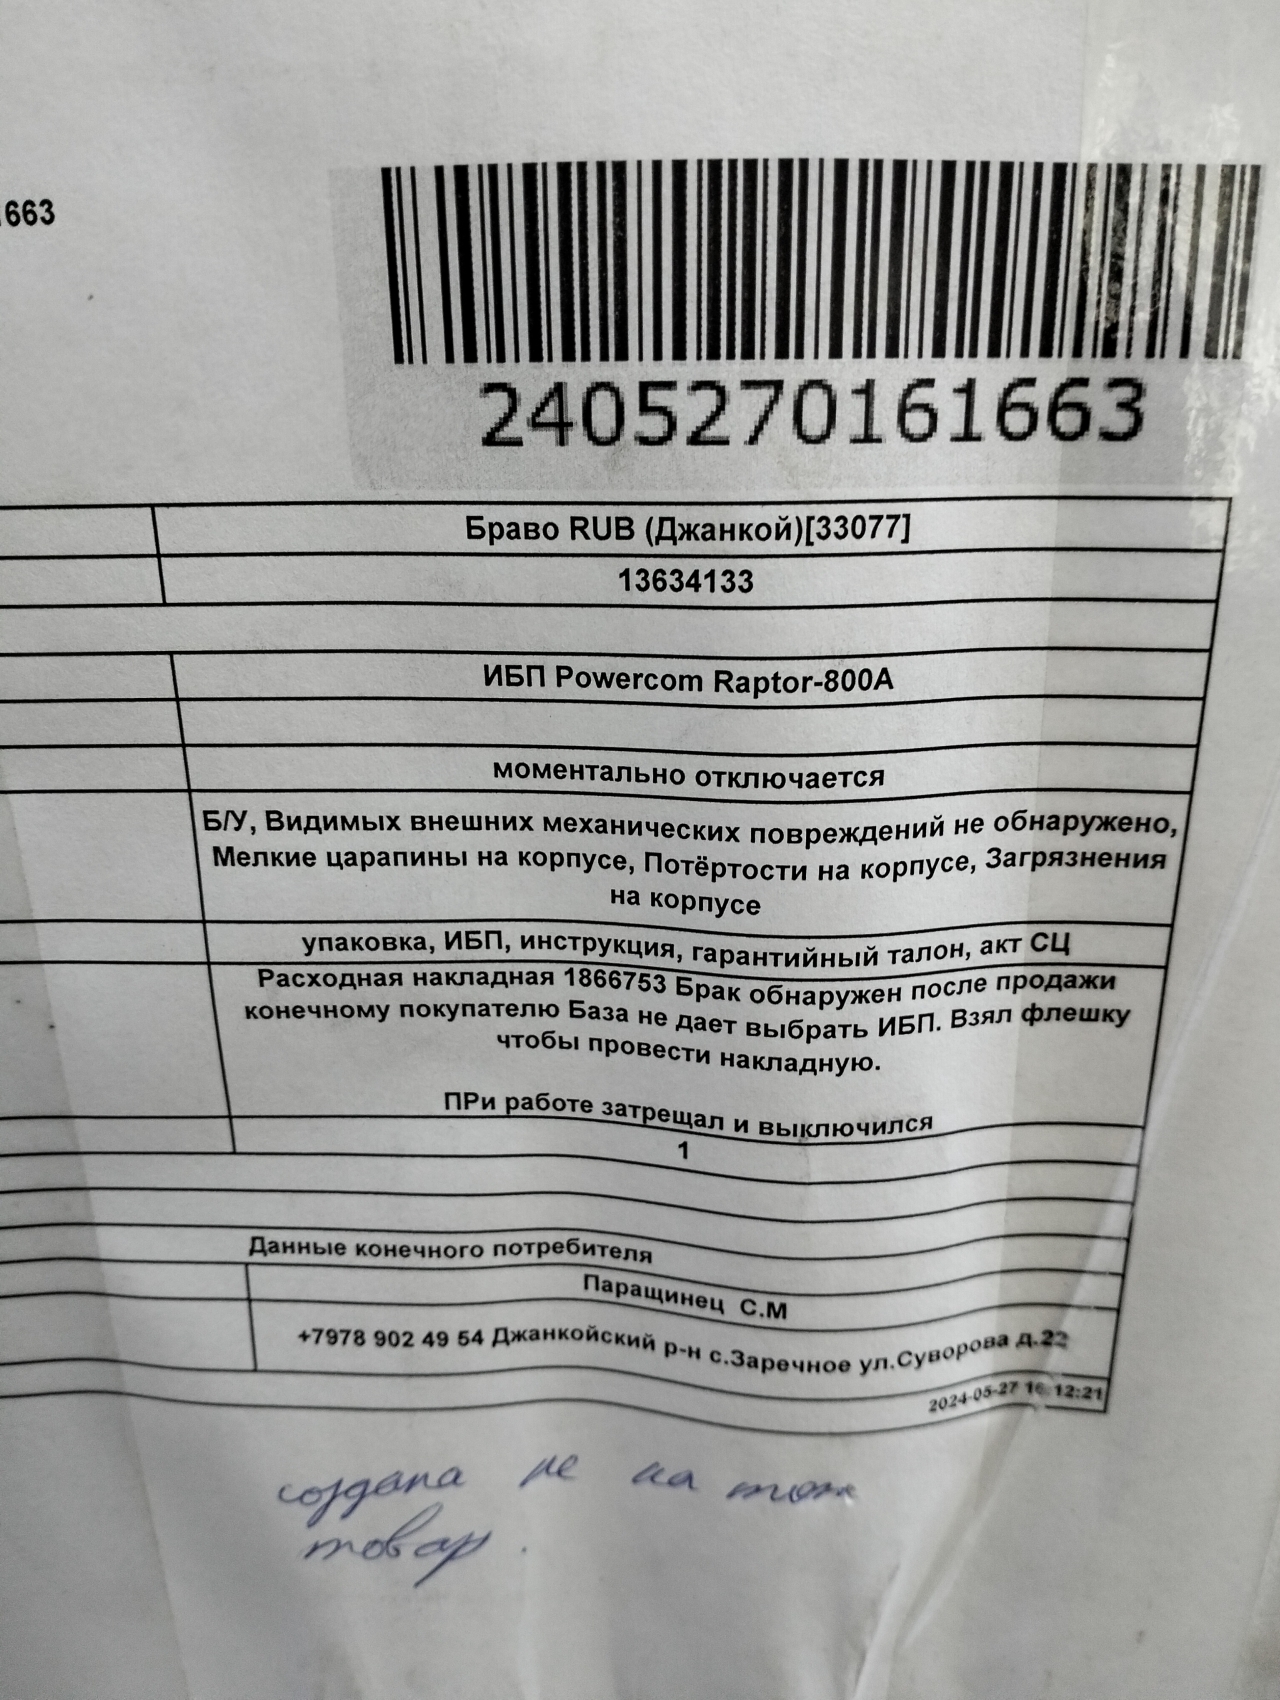 1663
2405270161663
Браво RUB (Джанкой)[33077]
13634133
ИБП Powercom Raptor-800A
моментально отключается
Б/У, Видимых внешних механических повреждений не обнаружено,
Мелкие царапины на корпусе, Потёртости на корпусе, Загрязнения
на корпусе
упаковка, ИБП, инструкция, гарантийный талон, акт СЦ
Расходная накладная 1866753 Брак обнаружен после продажи
конечному покупателю База не дает выбрать ИБП. Взял флешку
чтобы провести накладную.
ПРи работе затрещал и выключился
1
Данные конечного потребителя
Паращинец С.М
+7978 902 49 54 Джанкойский р-н с.Заречное ул.Суворова д.22
2024-05-27 16:12:21
создана не на тот
товар.